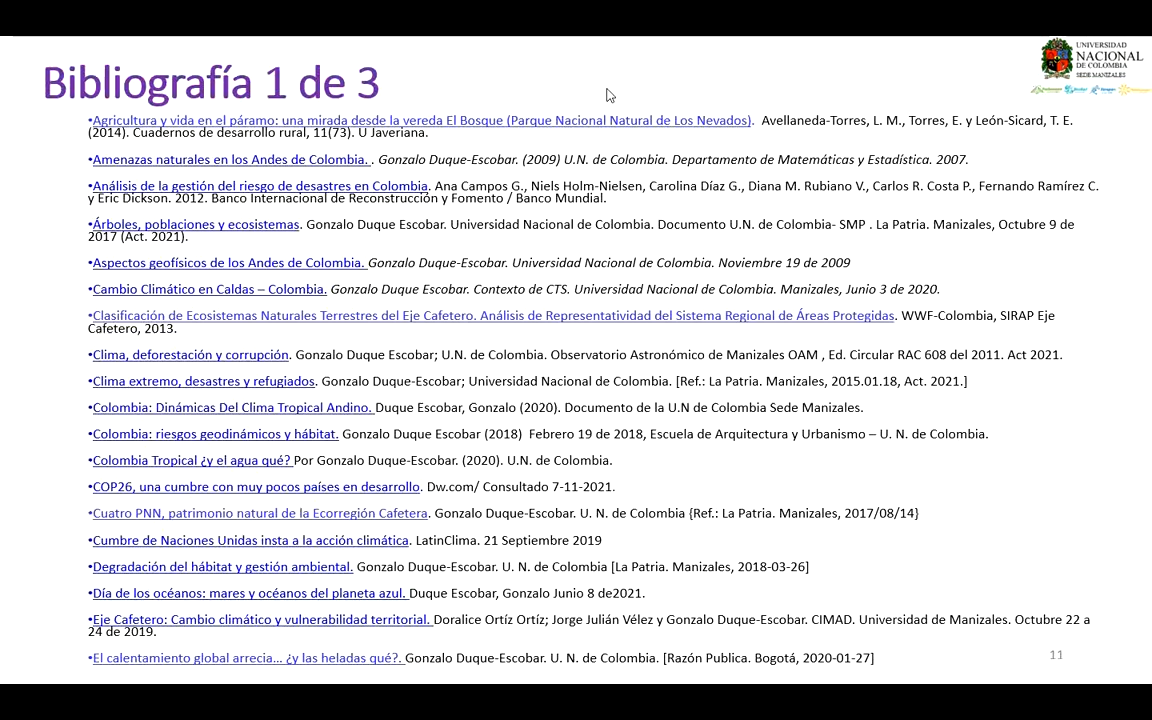 UNIVERSIDAD
NACIONAL
DE COLOMBIA
SEDE MANIZALES
Bibliografía 1 de 3
•Agricultura y vida en el páramo: una mirada desde la vereda El Bosque (Parque Nacional Natural de Los Nevados).  Avellaneda-Torres, L. M., Torres, E. y León-Sicard, T. E.
(2014). Cuadernos de desarrollo rural, 11(73). U Javeriana.
•Amenazas naturales en los Andes de Colombia. . Gonzalo Duque-Escobar. (2009) U.N. de Colombia. Departamento de Matemáticas y Estadística. 2007.
•Análisis de la gestión del riesgo de desastres en Colombia. Ana Campos G., Niels Holm-Nielsen, Carolina Díaz G., Diana M. Rubiano V., Carlos R. Costa P., Fernando Ramírez C.
y Eric Dickson. 2012. Banco Internacional de Reconstrucción y Fomento / Banco Mundial.
•Árboles, poblaciones y ecosistemas. Gonzalo Duque Escobar. Universidad Nacional de Colombia. Documento U.N. de Colombia- SMP . La Patria. Manizales, Octubre 9 de
2017 (Act. 2021).
•Aspectos geofísicos de los Andes de Colombia. Gonzalo Duque-Escobar. Universidad Nacional de Colombia. Noviembre 19 de 2009
•Cambio Climático en Caldas – Colombia. Gonzalo Duque Escobar. Contexto de CTS. Universidad Nacional de Colombia. Manizales, Junio 3 de 2020.
•Clasificación de Ecosistemas Naturales Terrestres del Eje Cafetero. Análisis de Representatividad del Sistema Regional de Áreas Protegidas. WWF-Colombia, SIRAP Eje
Cafetero, 2013.
•Clima, deforestación y corrupción. Gonzalo Duque Escobar; U.N. de Colombia. Observatorio Astronómico de Manizales OAM , Ed. Circular RAC 608 del 2011. Act 2021.
•Clima extremo, desastres y refugiados. Gonzalo Duque-Escobar; Universidad Nacional de Colombia. [Ref.: La Patria. Manizales, 2015.01.18, Act. 2021.]
•Colombia: Dinámicas Del Clima Tropical Andino. Duque Escobar, Gonzalo (2020). Documento de la U.N de Colombia Sede Manizales.
•Colombia: riesgos geodinámicos y hábitat. Gonzalo Duque Escobar (2018)  Febrero 19 de 2018, Escuela de Arquitectura y Urbanismo – U. N. de Colombia.
•Colombia Tropical ¿y el agua qué? Por Gonzalo Duque-Escobar. (2020). U.N. de Colombia.
•COP26, una cumbre con muy pocos países en desarrollo. Dw.com/ Consultado 7-11-2021.
•Cuatro PNN, patrimonio natural de la Ecorregión Cafetera. Gonzalo Duque-Escobar. U. N. de Colombia {Ref.: La Patria. Manizales, 2017/08/14}
•Cumbre de Naciones Unidas insta a la acción climática. LatinClima. 21 Septiembre 2019
•Degradación del hábitat y gestión ambiental. Gonzalo Duque-Escobar. U. N. de Colombia [La Patria. Manizales, 2018-03-26]
•Día de los océanos: mares y océanos del planeta azul. Duque Escobar, Gonzalo Junio 8 de2021.
•Eje Cafetero: Cambio climático y vulnerabilidad territorial. Doralice Ortíz Ortíz; Jorge Julián Vélez y Gonzalo Duque-Escobar. CIMAD. Universidad de Manizales. Octubre 22 a
24 de 2019.
•El calentamiento global arrecia… ¿y las heladas qué?. Gonzalo Duque-Escobar. U. N. de Colombia. [Razón Publica. Bogotá, 2020-01-27]
11